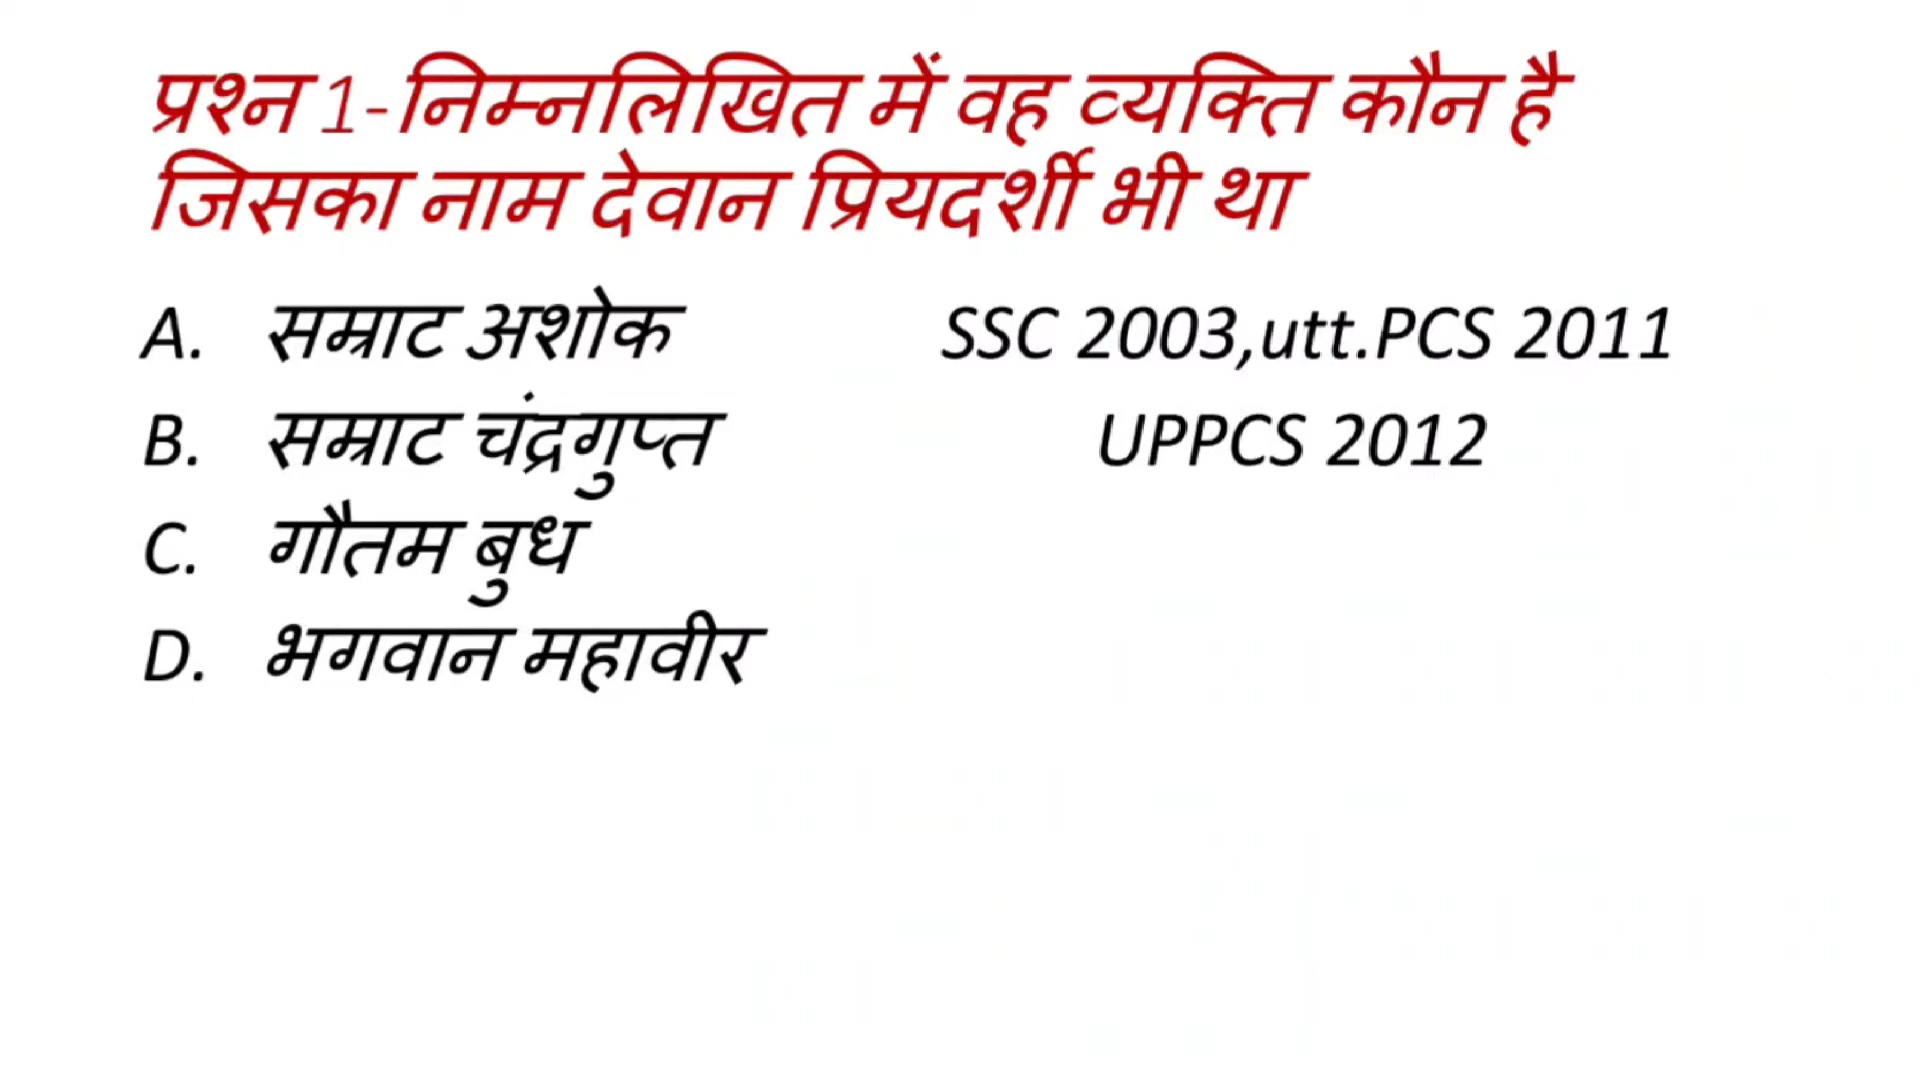 प्रश्न 1-निम्नलिखित में वह व्यक्ति कौन है
जिसका नाम देवान प्रियदर्शी भी था
A. सम्राट अशोक SSC 2003,utt.PCS 2011
B. सम्राट चंद्रगुप्त UPPCS 2012
C. गौतम बुध
D. भगवान महावीर